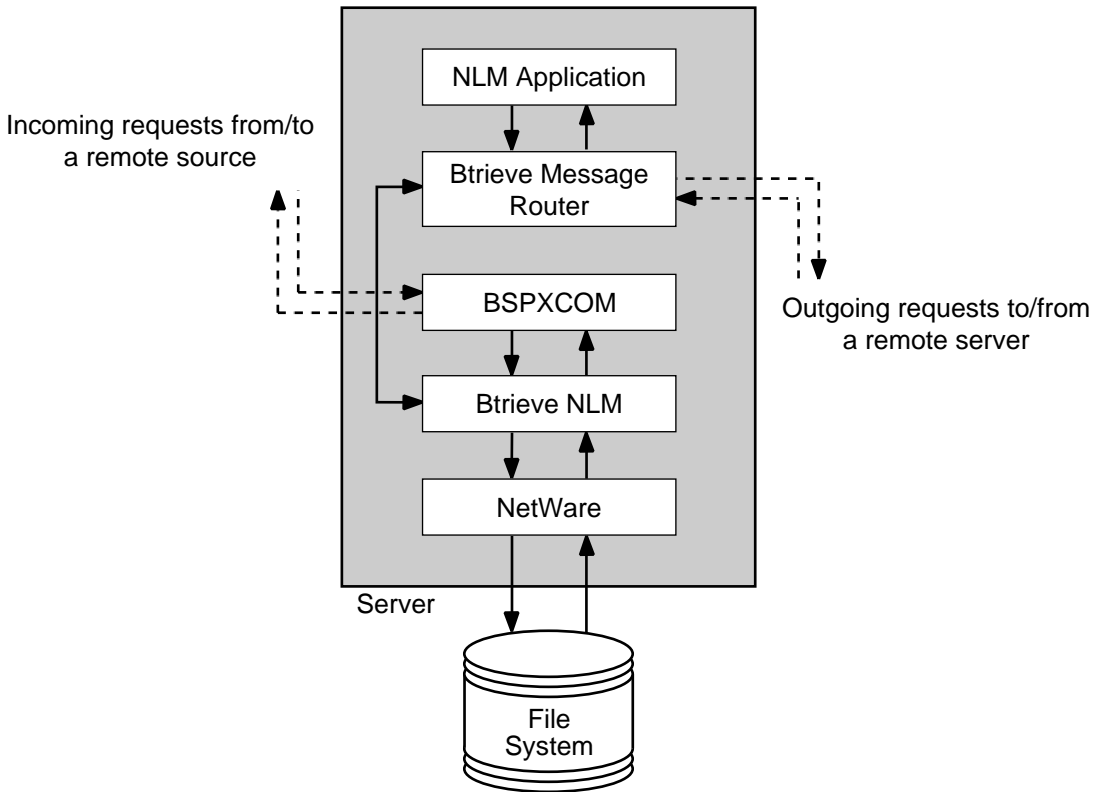 NLM Application
Incoming requests from/to
a remote source
Btrieve Message
Router
BSPXCOM
Outgoing requests to/from
a remote server
Btrieve NLM
NetWare
Server
File
System